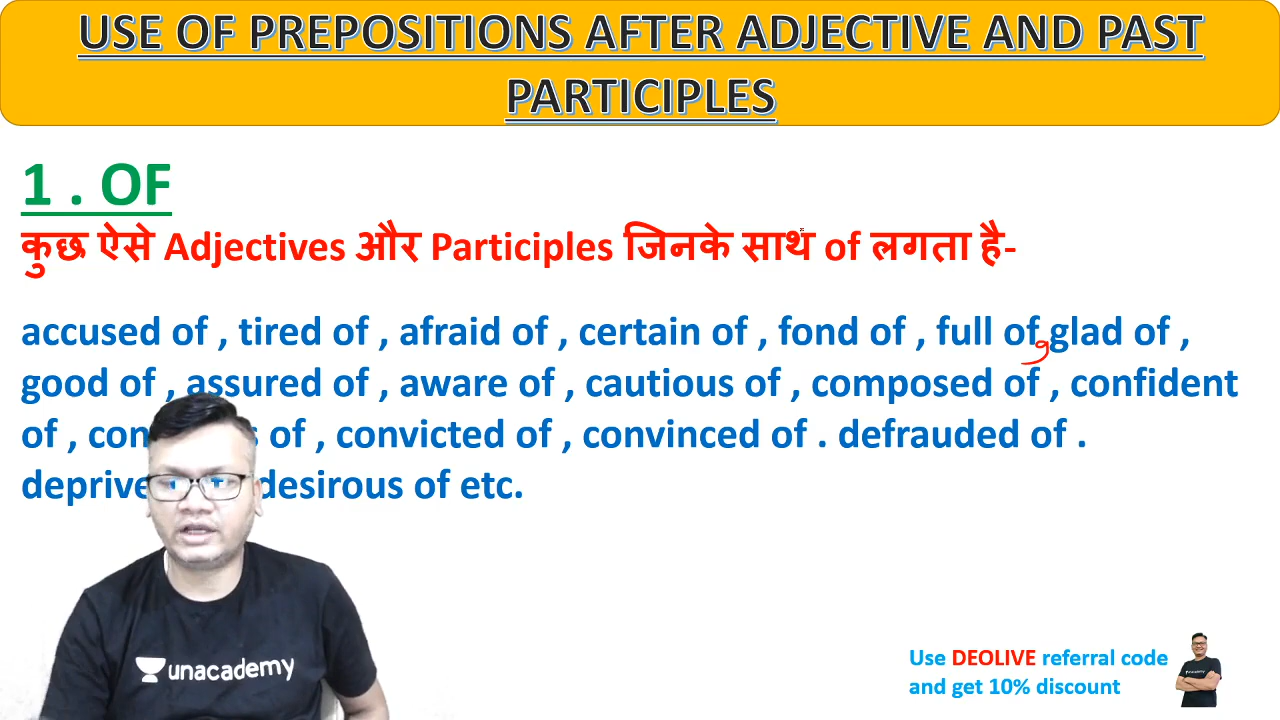 USE OF PREPOSITIONS AFTER ADJECTIVE AND PAST
PARTICIPLES
1 . OF
कुछ ऐसे Adjectives और Participles जिनके साथं of लगता है-
accused of , tired of , afraid of , certain of , fond of , full of, glad of ,
good of , assured of , aware of , cautious of , composed of , confident
of , of , convicted of , convinced of . defrauded of .
desirous of etc.
unacademy
Use DEOLIVE referral code
and get 10% discount